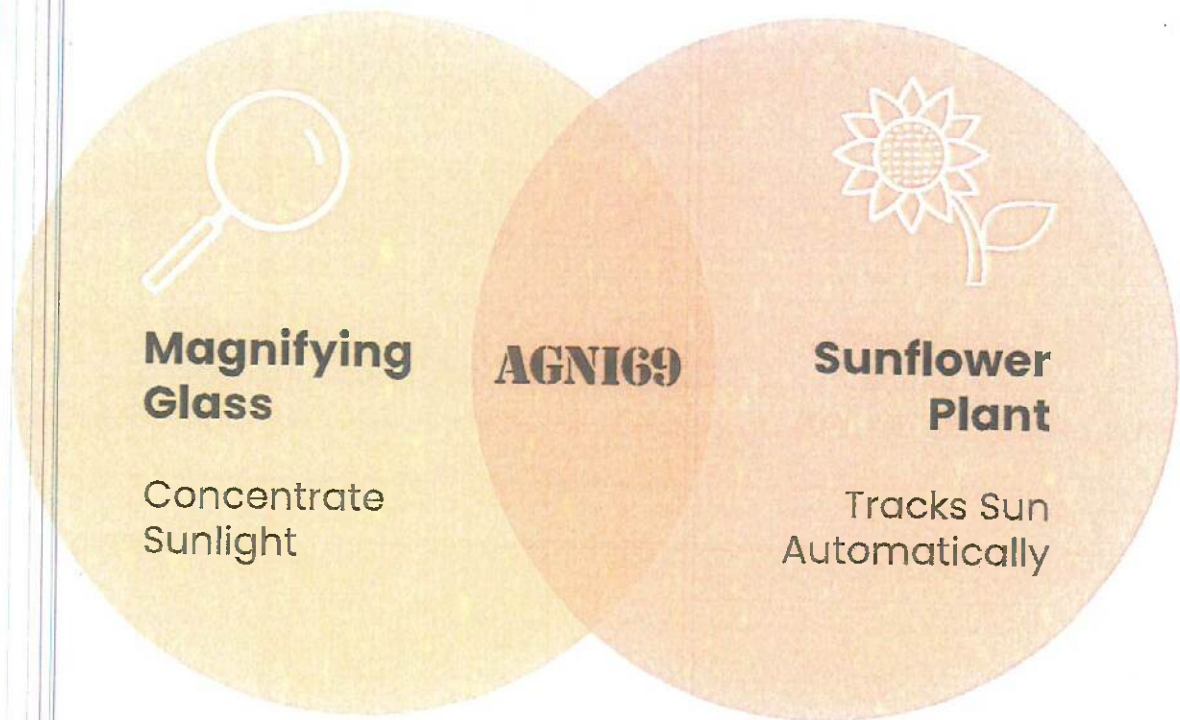 Magnifying
Glass
Concentrate
Sunlight
AGNI69
Sunflower
Plant
Tracks Sun
Automatically